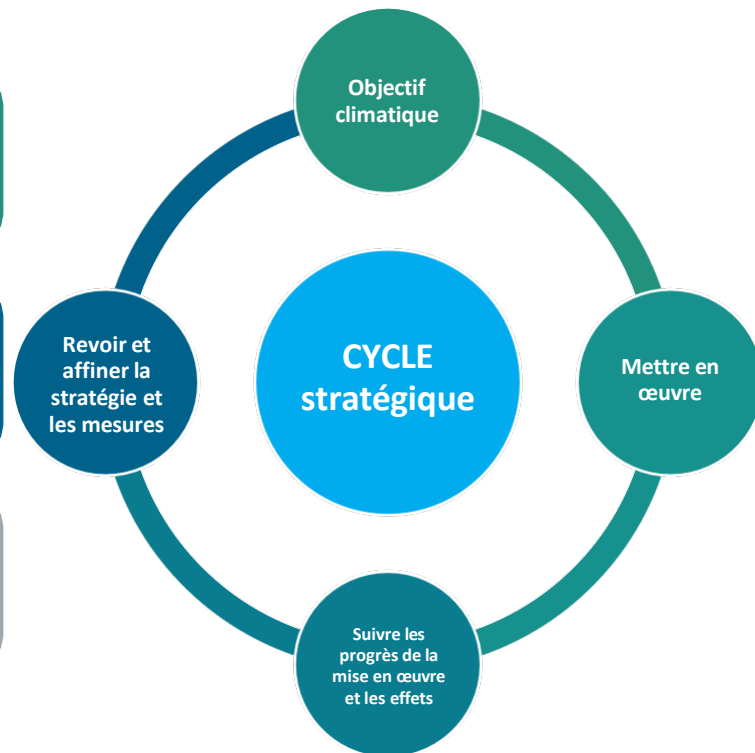 Objectif
climatique
Revoir et
affiner la
stratégie et
les mesures
CYCLE
stratégique
Mettre en
œuvre
Suivre les
progrès de la
mise en œuvre
et les effets